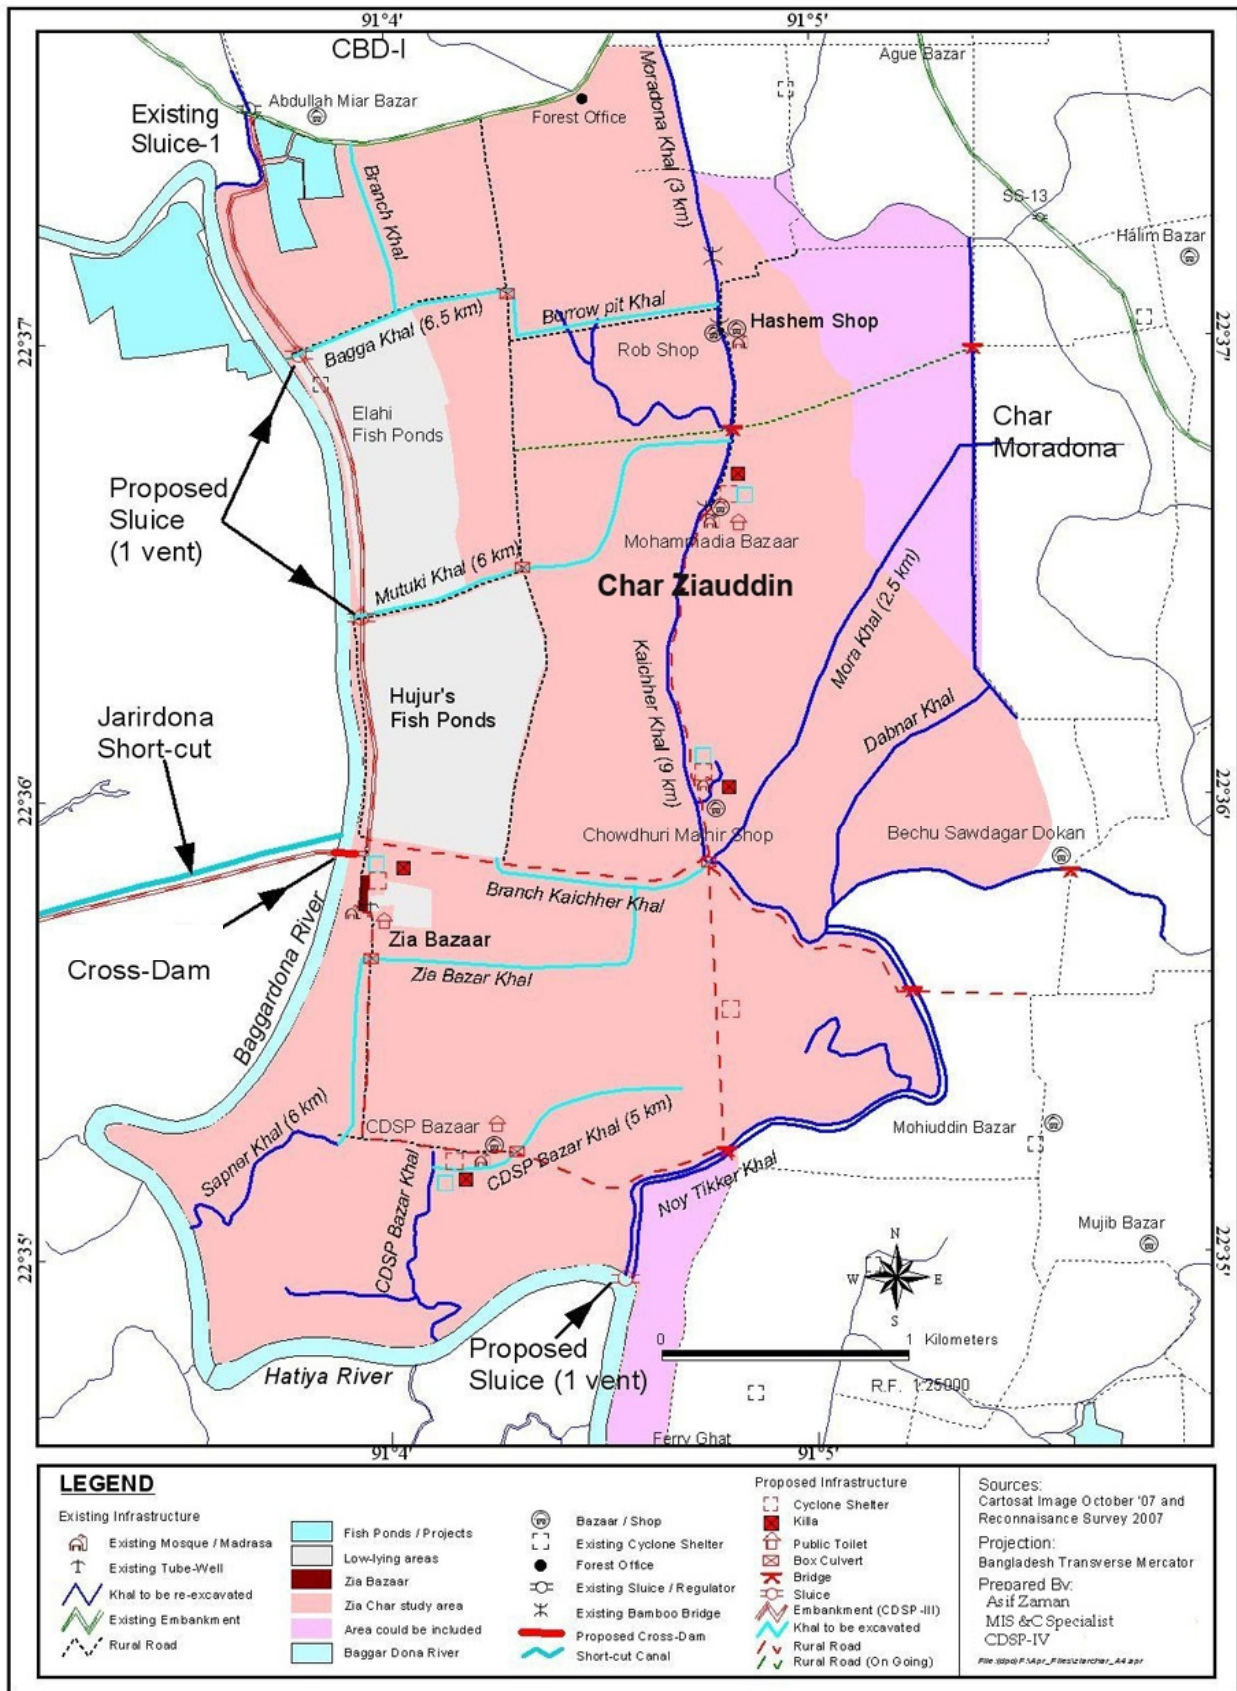 91°4'
91°5'
CBD-I
Ague Bazar
Abdullah Miar Bazar
Existing
Sluice-1
Forest Office
Moradona Khal (3 km)
Branch Khal
SS-13
Halim Bazar
22°37'
22°37'
Bagga Khal (6.5 km)
Borrow pit Khal
Hashem Shop
Rob Shop
Elahi
Fish Ponds
Char
Moradona
Proposed
Sluice
(1 vent)
Mohammadia Bazaar
Mutuki Khal (6 km)
Char Ziauddin
Mora Khal (2.5 km)
Kaichher Khal (9 km)
Hujur's
Fish Ponds
Dabnar Khal
Jarirdona
Short-cut
22°36'
22°36'
Chowdhuri Mathir Shop
Bechu Sawdagar Dokan
Branch Kaichher Khal
Zia Bazaar
Cross-Dam
Zia Bazar Khal
Baggardona River
Sapner Khal (6 km)
CDSP Bazaar
CDSP Bazar Khal (5 km)
CDSP Bazar Khal
Mohiuddin Bazar
Noy Tikker Khal
Mujib Bazar
22°35'
22°35'
N
W
E
S
Proposed
Sluice (1 vent)
Hatiya River
0
1 Kilometers
R.F. 1:25000
Ferry Ghat
91°4'
91°5'
LEGEND
Existing Infrastructure
Existing Mosque / Madrasa
Existing Tube-Well
Khal to be re-excavated
Existing Embankment
Rural Road
Fish Ponds / Projects
Low-lying areas
Zia Bazaar
Zia Char study area
Area could be included
Baggar Dona River
Bazaar / Shop
Existing Cyclone Shelter
Forest Office
Existing Sluice / Regulator
Existing Bamboo Bridge
Proposed Cross-Dam
Short-cut Canal
Proposed Infrastructure
Cyclone Shelter
Killa
Public Toilet
Box Culvert
Bridge
Sluice
Embankment (CDSP-III)
Khal to be excavated
Rural Road
Rural Road (On Going)
Sources:
Cartosat Image October '07 and
Reconnaisance Survey 2007
Projection:
Bangladesh Transverse Mercator
Prepared By:
Asif Zaman
MIS &C Specialist
CDSP-IV